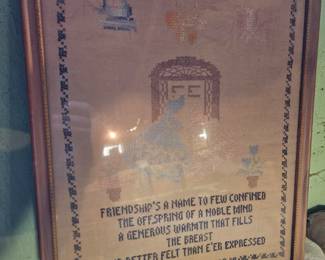 FRIENDSHIP'S A NAME TO FEW CONFINED
THE OFFSPRING OF A NOBLE MIND
A GENEROUS WARMTH THAT FILLS
THE BREAST
BETTER FELT THAN E'ER EXPRESSED